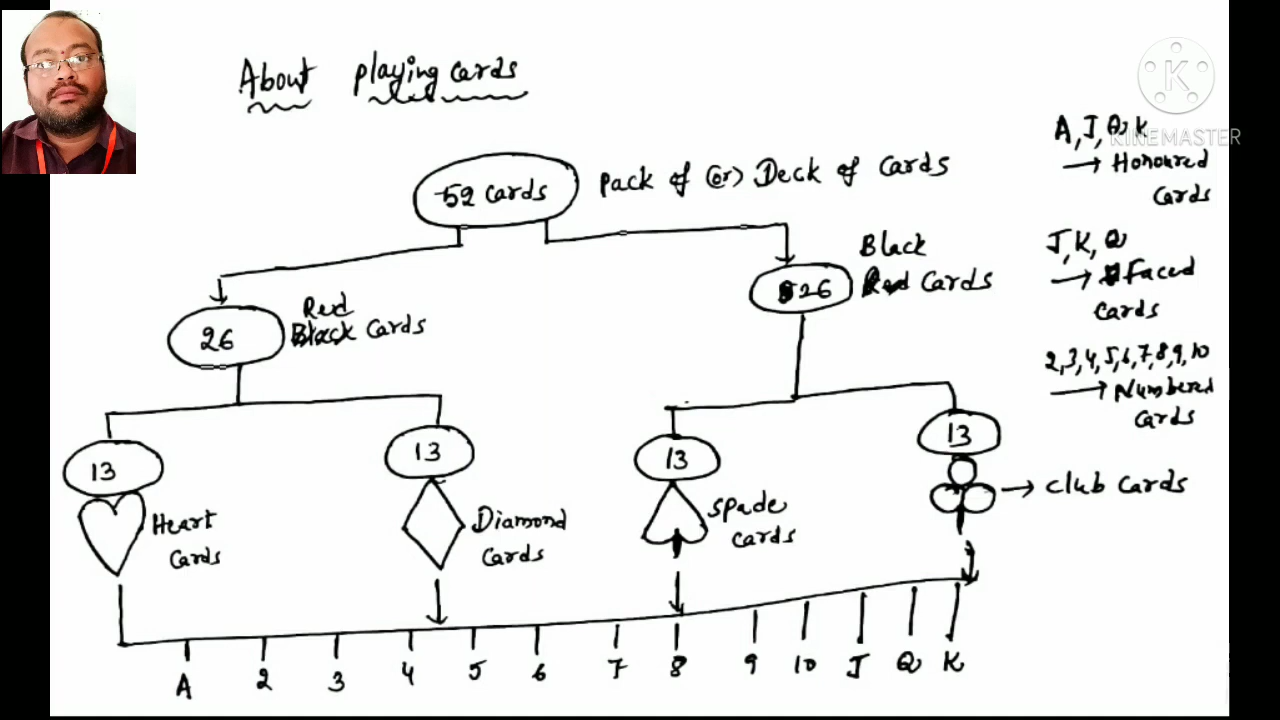 About playing cards
52 cards
Pack of (or) Deck of Cards
A, J, Q, K
KINEMASTER
→ Honoured
Cards
J, K, Q
→ Faced
Cards
2,3,4,5,6,7,8,9,10
→ Numbered
Cards
26
Red
Black Cards
26
Black
Red Cards
13
Heart
Cards
13
Diamond
Cards
13
Spade
Cards
13
→ club Cards
A 2 3 4 5 6 7 8 9 10 J Q K